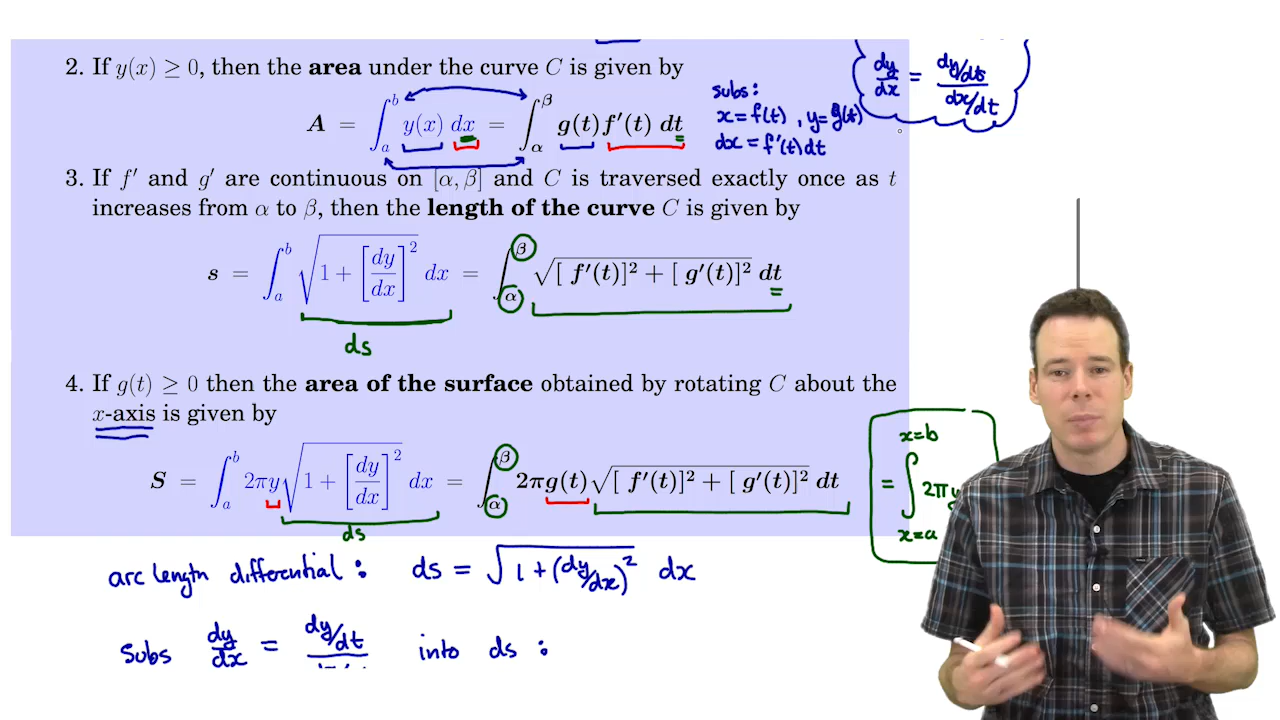 2. If y(x) ≥ 0, then the area under the curve C is given by
A = ∫_a^b y(x) dx = ∫_α^β g(t)f′(t) dt
subs:
x = f(t), y = g(t)
dx = f′(t)dt
dy/dx = (dy/dt)/(dx/dt)
3. If f′ and g′ are continuous on [α, β] and C is traversed exactly once as t
increases from α to β, then the length of the curve C is given by
s = ∫_a^b √(1 + [dy/dx]²) dx = ∫_α^β √([ f′(t)]² + [ g′(t)]²) dt
ds
4. If g(t) ≥ 0 then the area of the surface obtained by rotating C about the
x-axis is given by
S = ∫_a^b 2πy√(1 + [dy/dx]²) dx = ∫_α^β 2πg(t)√([ f′(t)]² + [ g′(t)]²) dt
ds
= ∫_{x=a}^{x=b} 2πy
arc length differential : ds = √(1 + (dy/dx)²) dx
subs dy/dx = dy/dt into ds :